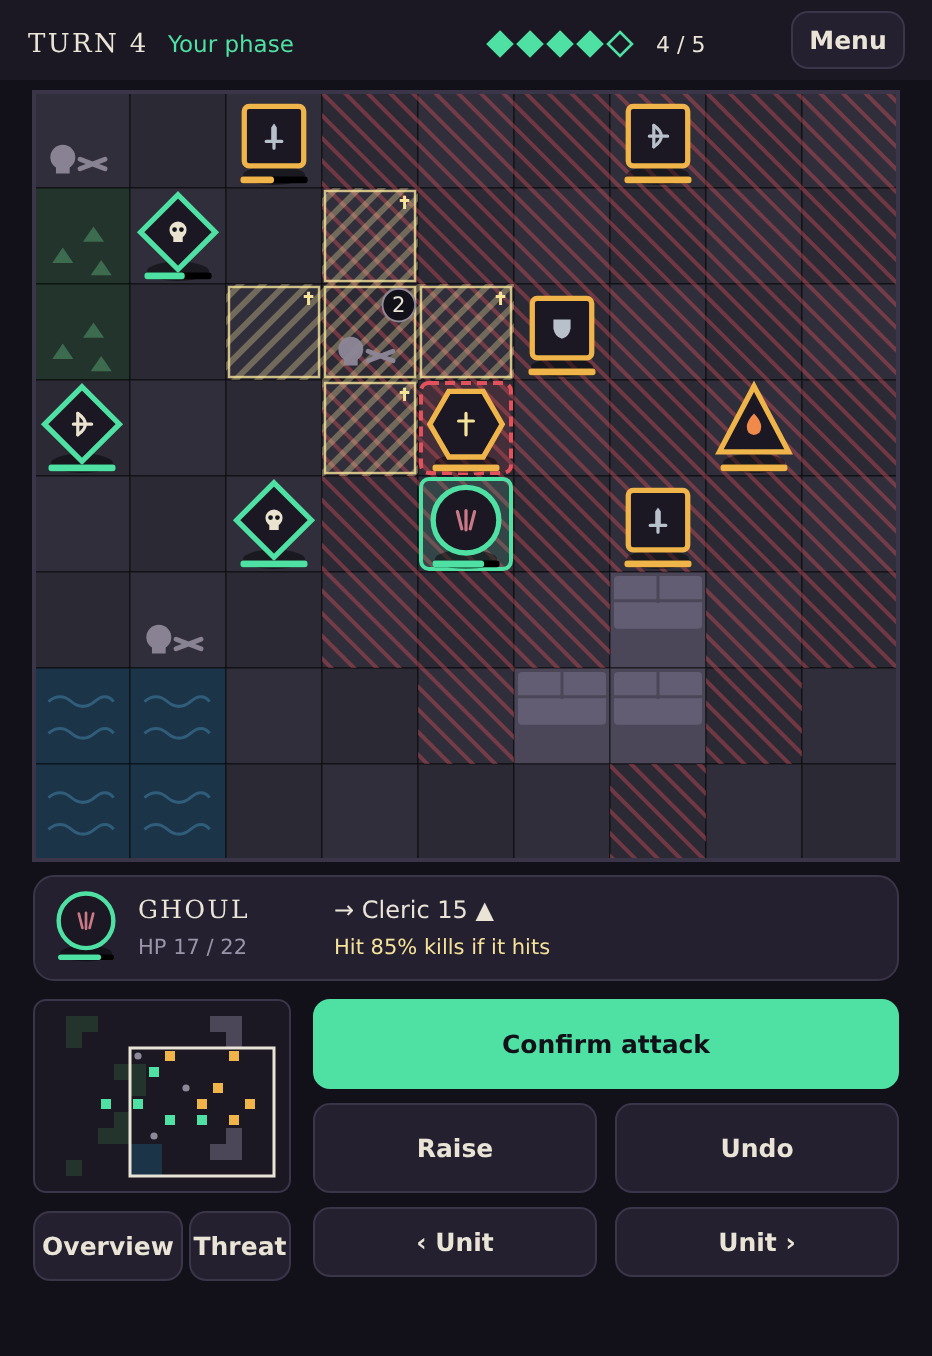 TURN 4 Your phase 4 / 5 Menu
2
GHOUL → Cleric 15 ▲
HP 17 / 22 Hit 85% kills if it hits
Confirm attack
Raise Undo
Overview Threat ‹ Unit Unit ›